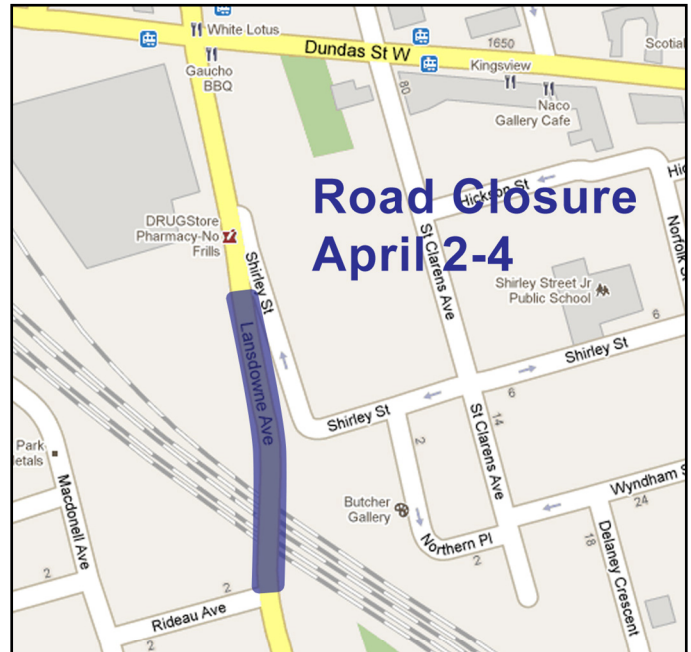 White Lotus
Dundas St W
1650
Scotia
Gaucho
BBQ
Kingsview
80
Naco
Gallery Cafe
Road Closure
April 2-4
Hickson St
Hic
Norfolk S
St Clarens Ave
DRUGStore
Pharmacy-No
Frills
Shirley St
Shirley Street Jr
Public School
6
Lansdowne Ave
Shirley St
6
Shirley St
St Clarens Ave
14
2
Park
etals
Macdonell Ave
Butcher
Gallery
Wyndham S
24
Northern Pl
2
18
Delaney Crescent
2
2
Rideau Ave
2